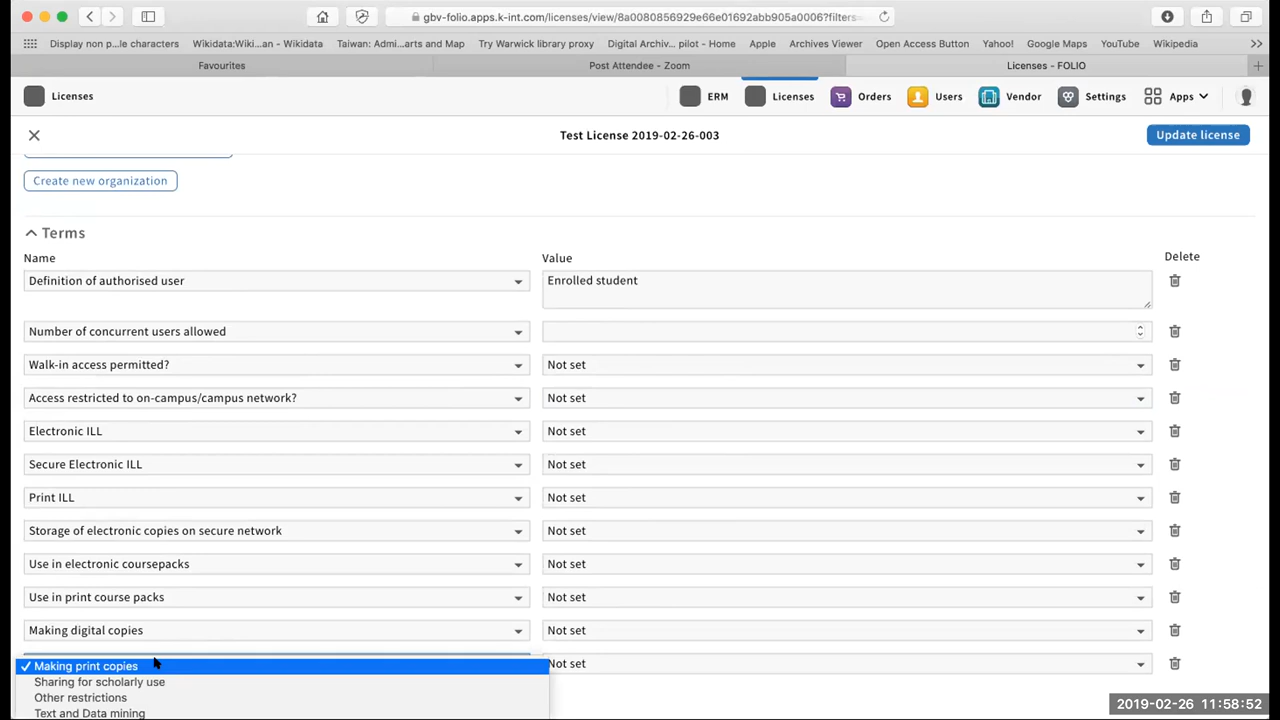 gbv-folio.apps.k-int.com/licenses/view/8a0080856929e66e01692abb905a0006?filters=
Display non p...le characters Wikidata:Wiki...an - Wikidata Taiwan: Admi...arts and Map Try Warwick library proxy Digital Archiv... pilot - Home Apple Archives Viewer Open Access Button Yahoo! Google Maps YouTube Wikipedia
Favourites Post Attendee - Zoom Licenses - FOLIO
Licenses ERM Licenses Orders Users Vendor Settings Apps
Test License 2019-02-26-003 Update license
Create new organization
Terms
Name Value Delete
Definition of authorised user Enrolled student
Number of concurrent users allowed
Walk-in access permitted? Not set
Access restricted to on-campus/campus network? Not set
Electronic ILL Not set
Secure Electronic ILL Not set
Print ILL Not set
Storage of electronic copies on secure network Not set
Use in electronic coursepacks Not set
Use in print course packs Not set
Making digital copies Not set
Making print copies Not set
Sharing for scholarly use
Other restrictions
Text and Data mining
2019-02-26 11:58:52